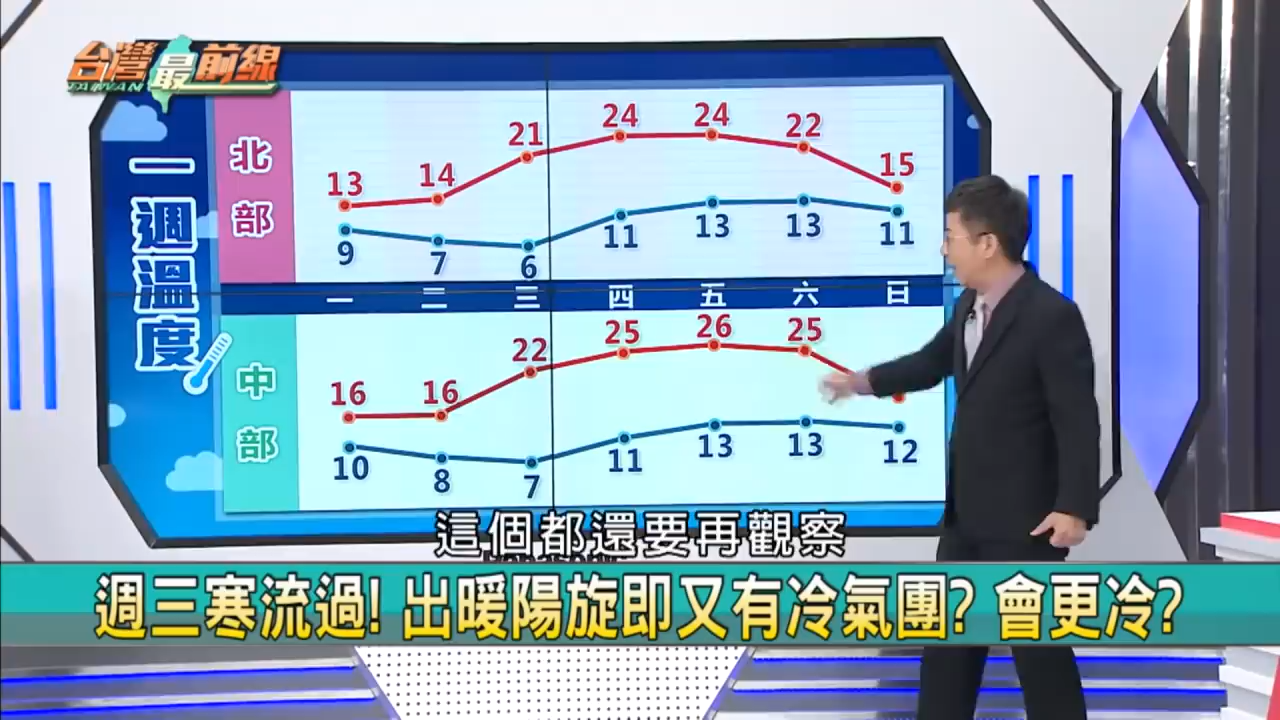 台灣最前線
TAIWAN
一週溫度
北部
13 14 21 24 24 22 15
9 7 6 11 13 13 11
一 二 三 四 五 六 日
中部
16 16 22 25 26 25
10 8 7 11 13 13 12
這個都還要再觀察
週三寒流過! 出暖陽旋即又有冷氣團? 會更冷?